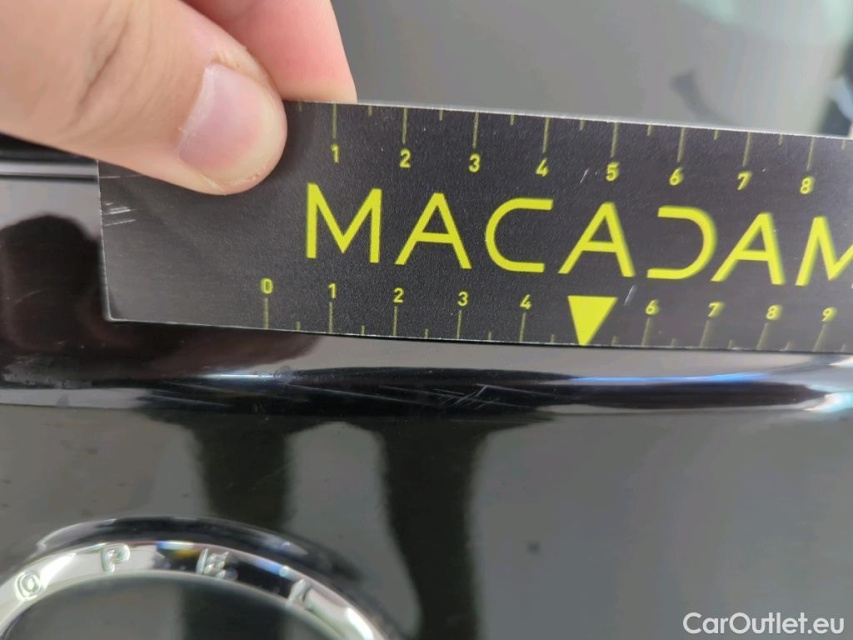 1 2 3 4 5 6 7 8
MACADAM
0 1 2 3 4 6 7 8 9
OPEL
CarOutlet.eu